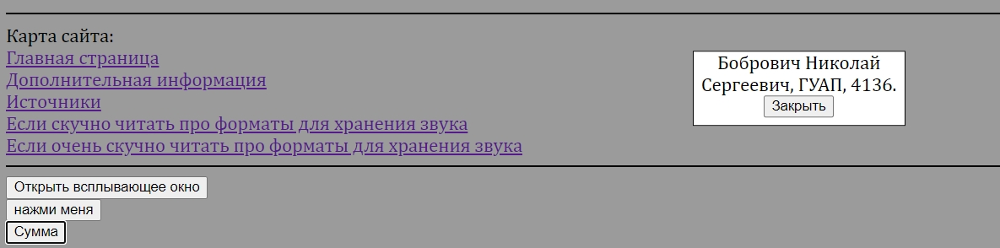 Карта сайта:
Главная страница
Дополнительная информация
Источники
Если скучно читать про форматы для хранения звука
Если очень скучно читать про форматы для хранения звука
Бобрович Николай
Сергеевич, ГУАП, 4136.
Закрыть
Открыть всплывающее окно
нажми меня
Сумма